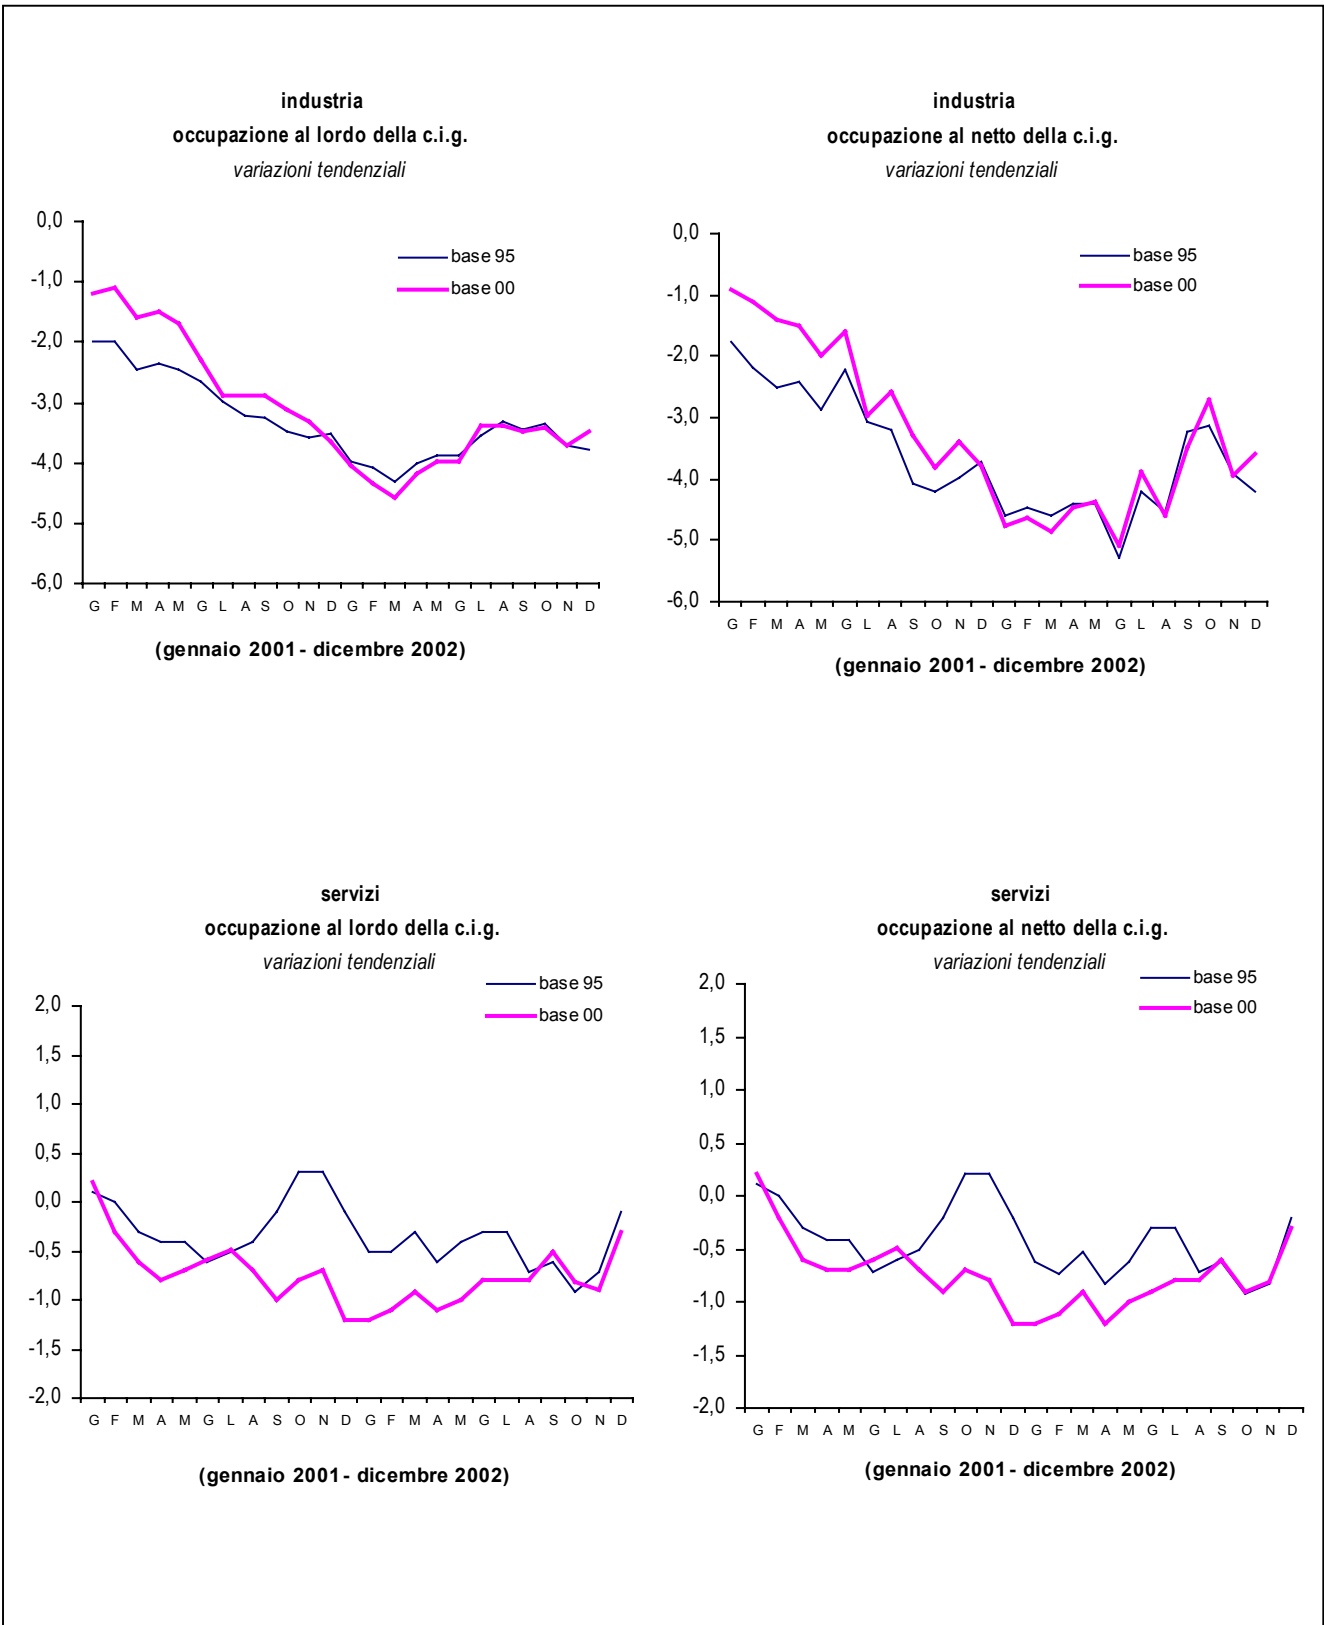 industria
occupazione al lordo della c.i.g.
variazioni tendenziali
0,0
-1,0
-2,0
-3,0
-4,0
-5,0
-6,0
base 95
base 00
G F M A M G L A S O N D G F M A M G L A S O N D
(gennaio 2001 - dicembre 2002)
industria
occupazione al netto della c.i.g.
variazioni tendenziali
0,0
-1,0
-2,0
-3,0
-4,0
-5,0
-6,0
base 95
base 00
G F M A M G L A S O N D G F M A M G L A S O N D
(gennaio 2001 - dicembre 2002)
servizi
occupazione al lordo della c.i.g.
variazioni tendenziali
base 95
base 00
2,0
1,5
1,0
0,5
0,0
-0,5
-1,0
-1,5
-2,0
G F M A M G L A S O N D G F M A M G L A S O N D
(gennaio 2001 - dicembre 2002)
servizi
occupazione al netto della c.i.g.
variazioni tendenziali
base 95
base 00
2,0
1,5
1,0
0,5
0,0
-0,5
-1,0
-1,5
-2,0
G F M A M G L A S O N D G F M A M G L A S O N D
(gennaio 2001 - dicembre 2002)